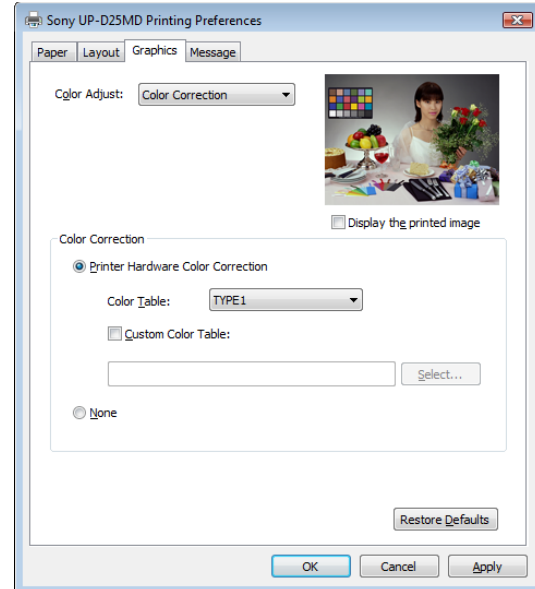 Sony UP-D25MD Printing Preferences
Paper Layout Graphics Message
Color Adjust: Color Correction
Display the printed image
Color Correction
Printer Hardware Color Correction
Color Table: TYPE1
Custom Color Table:
Select...
None
Restore Defaults
OK Cancel Apply